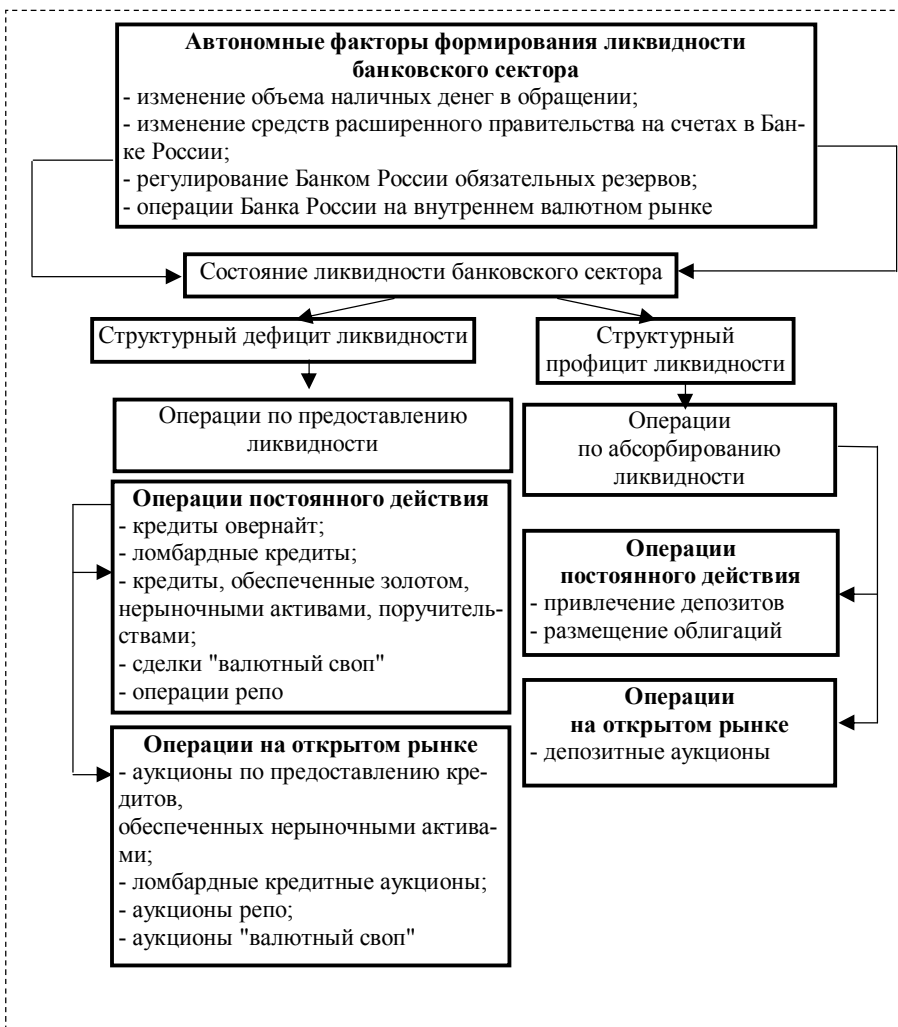 Автономные факторы формирования ликвидности
банковского сектора
- изменение объема наличных денег в обращении;
- изменение средств расширенного правительства на счетах в Бан-
ке России;
- регулирование Банком России обязательных резервов;
- операции Банка России на внутреннем валютном рынке
Состояние ликвидности банковского сектора
Структурный дефицит ликвидности
Структурный
профицит ликвидности
Операции по предоставлению
ликвидности
Операции
по абсорбированию
ликвидности
Операции постоянного действия
- кредиты овернайт;
- ломбардные кредиты;
- кредиты, обеспеченные золотом,
нерыночными активами, поручитель-
ствами;
- сделки "валютный своп"
- операции репо
Операции
постоянного действия
- привлечение депозитов
- размещение облигаций
Операции на открытом рынке
- аукционы по предоставлению кре-
дитов,
обеспеченных нерыночными актива-
ми;
- ломбардные кредитные аукционы;
- аукционы репо;
- аукционы "валютный своп"
Операции
на открытом рынке
- депозитные аукционы